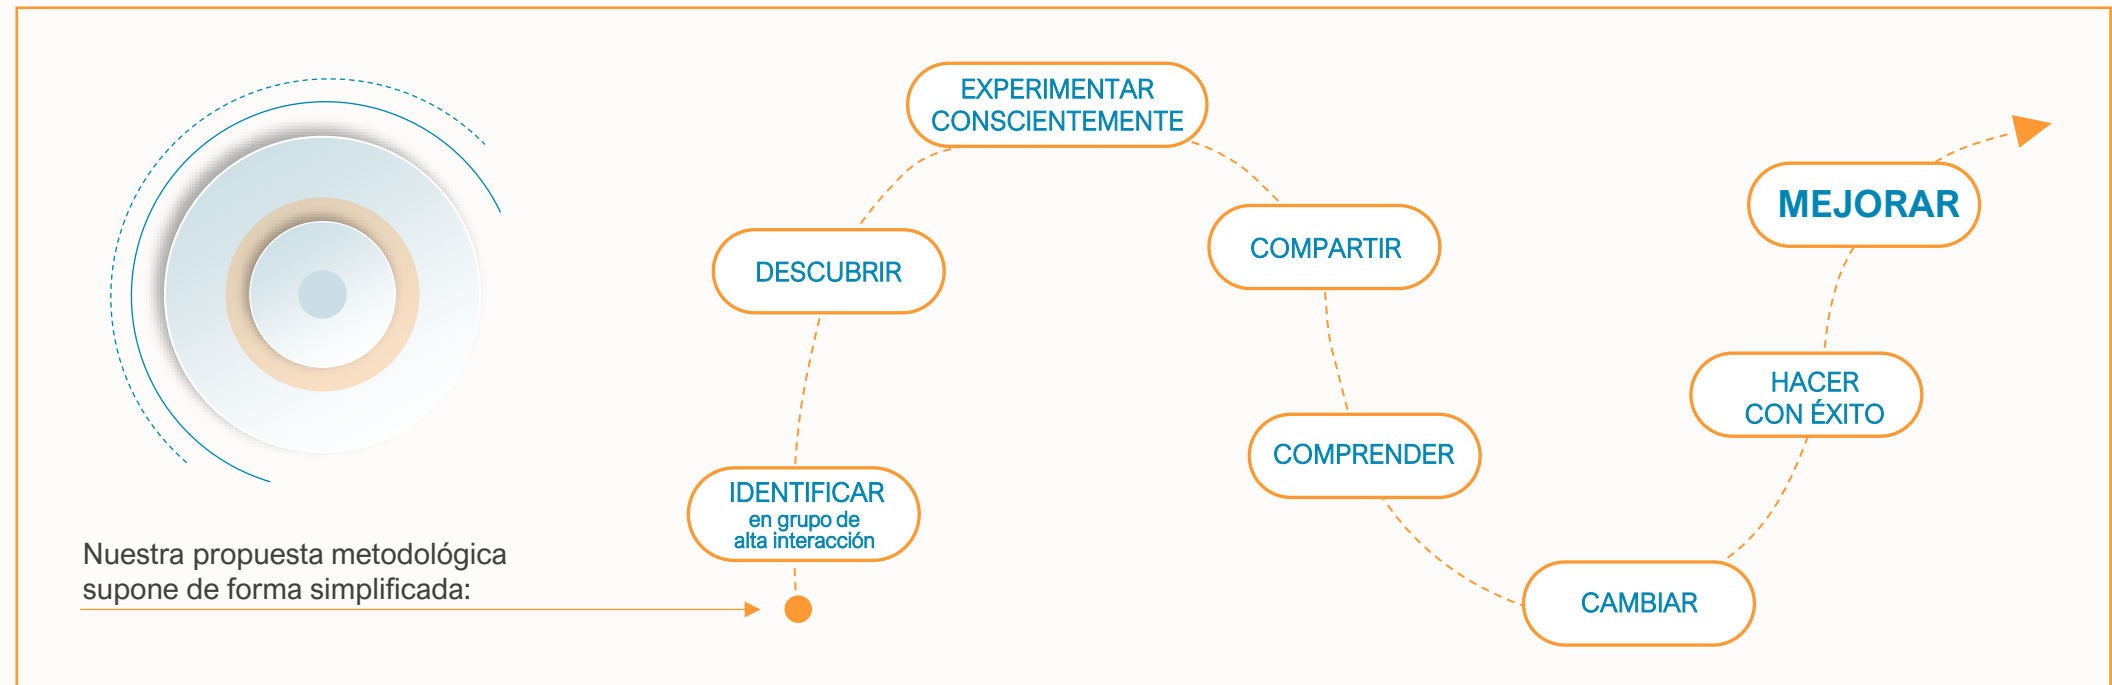 Nuestra propuesta metodológica
supone de forma simplificada:
IDENTIFICAR
en grupo de
alta interacción
DESCUBRIR
EXPERIMENTAR
CONSCIENTEMENTE
COMPARTIR
COMPRENDER
CAMBIAR
HACER
CON ÉXITO
MEJORAR